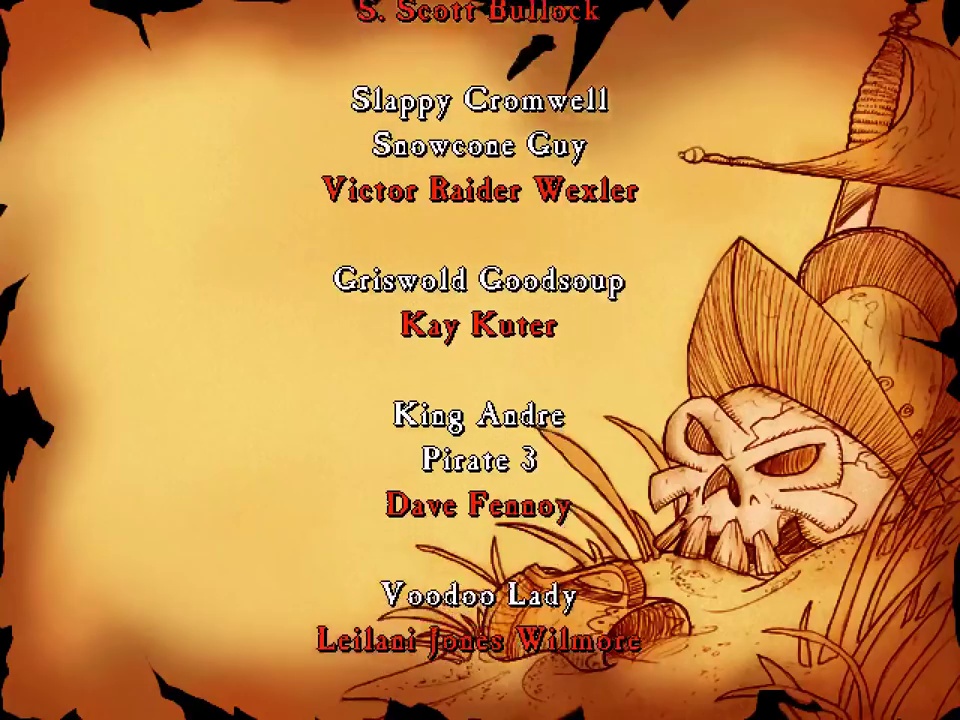 S. Scott Bullock
Slappy Cromwell
Snowcone Guy
Victor Raider Wexler
Griswold Goodsoup
Kay Kuter
King Andre
Pirate 3
Dave Fennoy
Voodoo Lady
Leilani Jones Wilmore